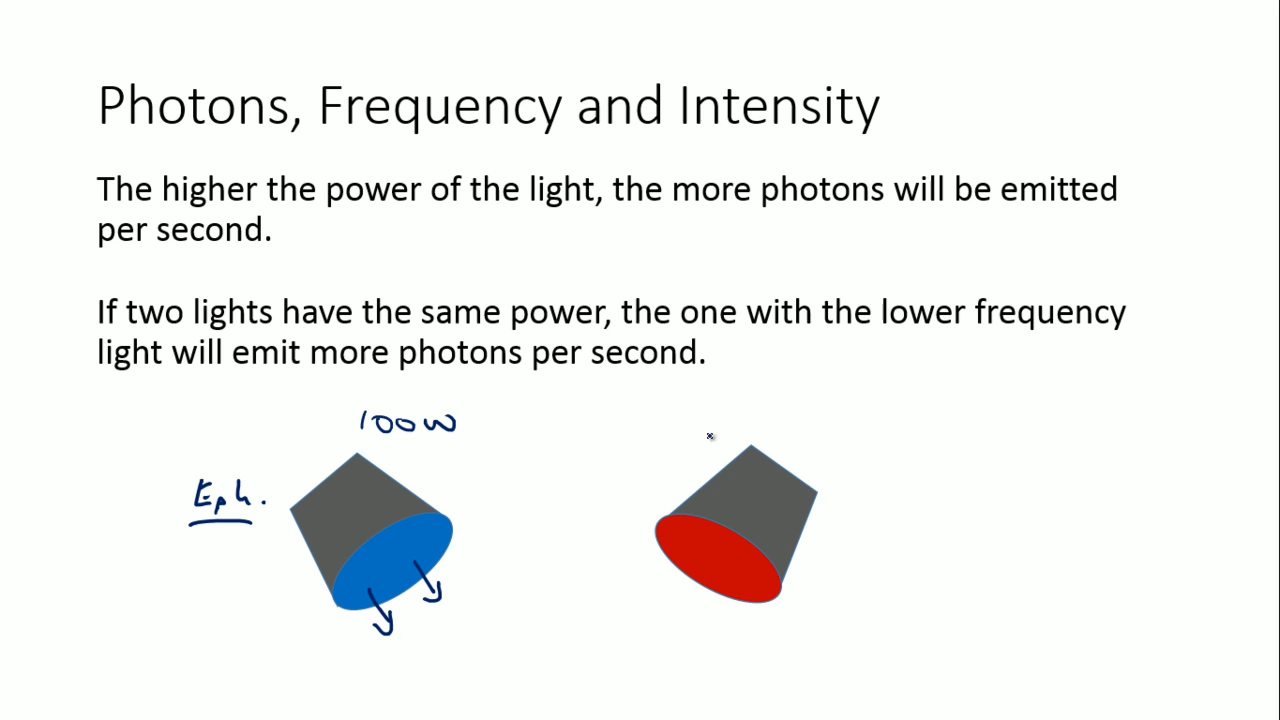 Photons, Frequency and Intensity
The higher the power of the light, the more photons will be emitted
per second.
If two lights have the same power, the one with the lower frequency
light will emit more photons per second.
100W
Eph.